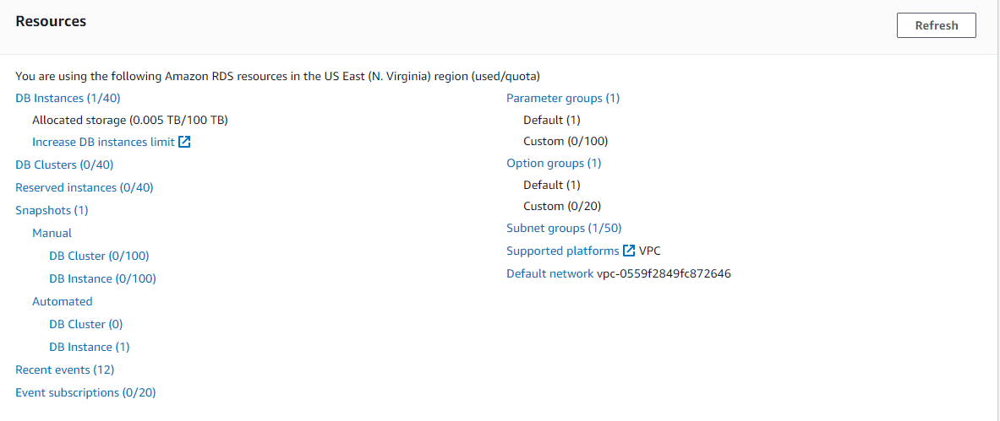 Resources
Refresh
You are using the following Amazon RDS resources in the US East (N. Virginia) region (used/quota)
DB Instances (1/40)
Allocated storage (0.005 TB/100 TB)
Increase DB instances limit
DB Clusters (0/40)
Reserved instances (0/40)
Snapshots (1)
Manual
DB Cluster (0/100)
DB Instance (0/100)
Automated
DB Cluster (0)
DB Instance (1)
Recent events (12)
Event subscriptions (0/20)
Parameter groups (1)
Default (1)
Custom (0/100)
Option groups (1)
Default (1)
Custom (0/20)
Subnet groups (1/50)
Supported platforms VPC
Default network vpc-0559f2849fc872646